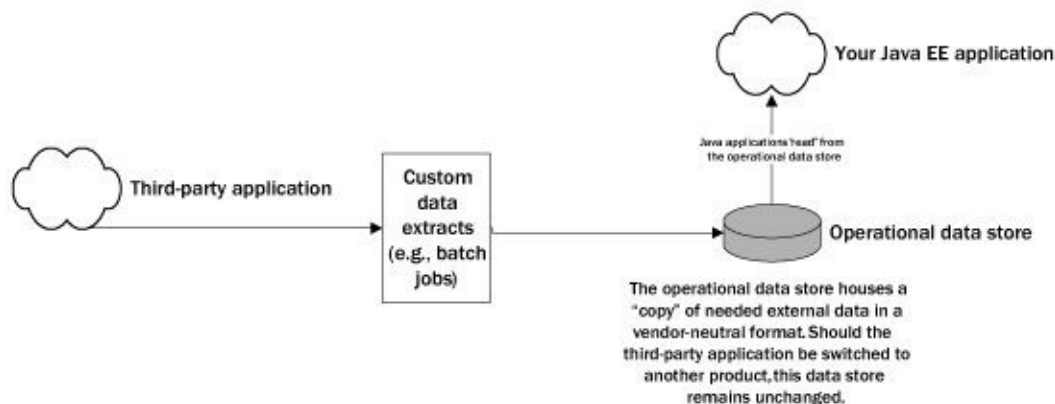 Your Java EE application
Java applications "read" from
the operational data store
Third-party application
Custom
data
extracts
(e.g., batch
jobs)
Operational data store
The operational data store houses a
"copy" of needed external data in a
vendor-neutral format. Should the
third-party application be switched to
another product, this data store
remains unchanged.